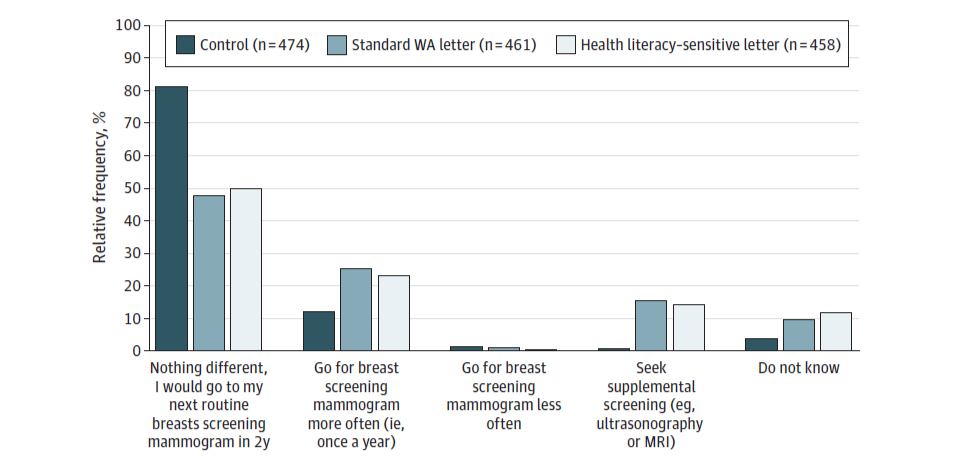 100
90
80
70
60
50
40
30
20
10
0
Relative frequency, %
Control (n=474)
Standard WA letter (n=461)
Health literacy-sensitive letter (n=458)
Nothing different,
I would go to my
next routine
breasts screening
mammogram in 2y
Go for breast
screening
mammogram
more often (ie,
once a year)
Go for breast
screening
mammogram less
often
Seek
supplemental
screening (eg,
ultrasonography
or MRI)
Do not know